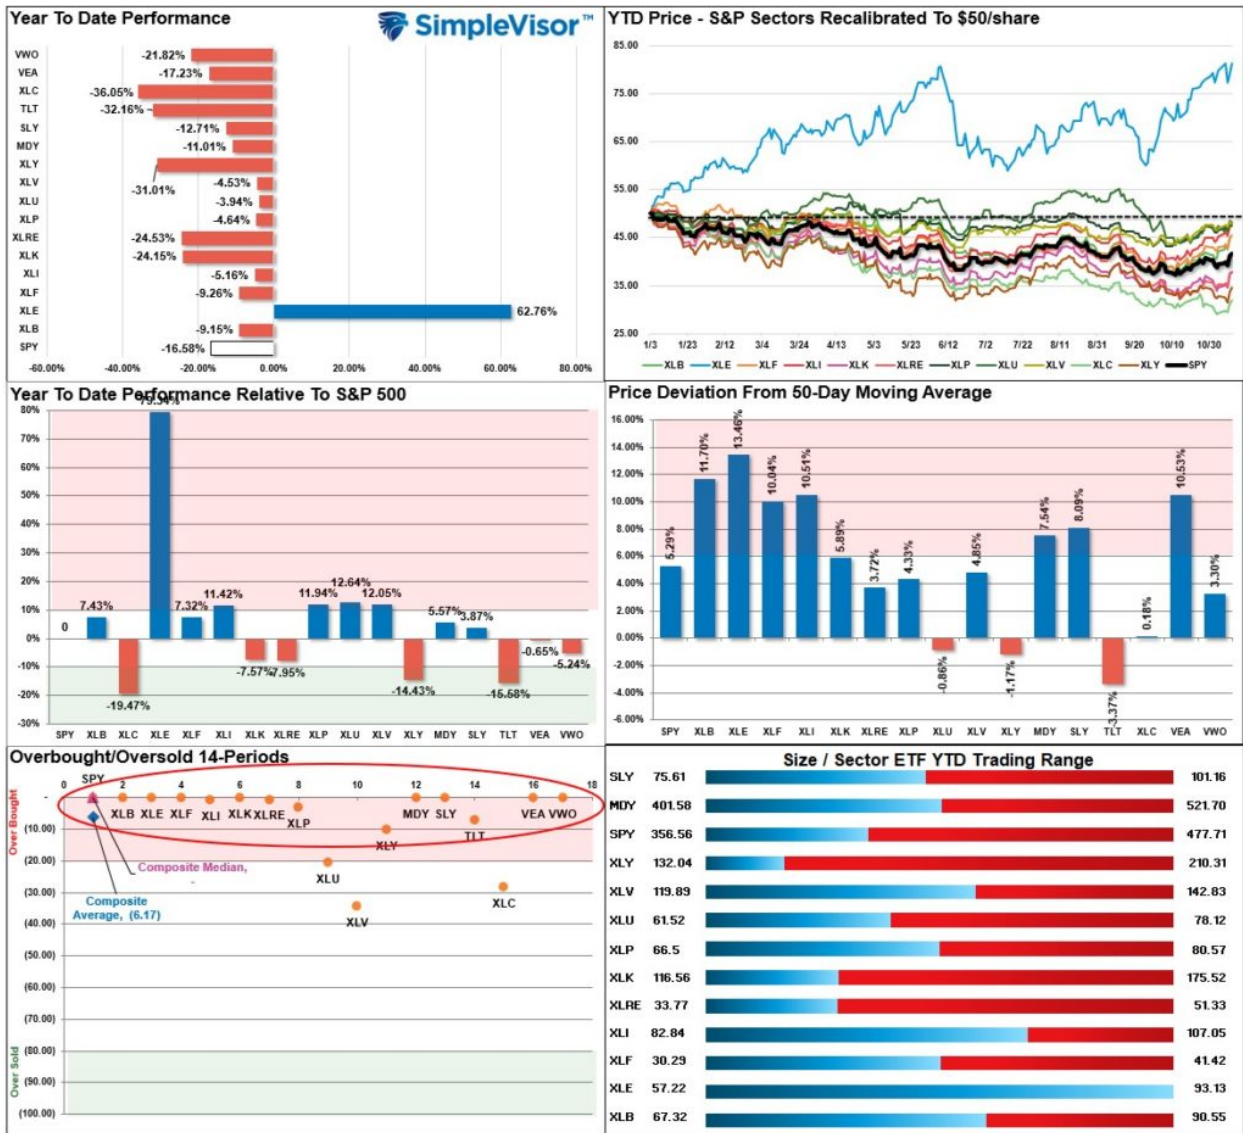 Year To Date Performance
SimpleVisor™
VWO -21.82%
VEA -17.23%
XLC -36.05%
TLT -32.16%
SLY -12.71%
MDY -11.01%
XLY -31.01%
XLV -4.53%
XLU -3.94%
XLP -4.64%
XLRE -24.53%
XLK -24.15%
XLI -5.16%
XLF -9.26%
XLE 62.76%
XLB -9.15%
SPY -16.58%
-60.00% -40.00% -20.00% 0.00% 20.00% 40.00% 60.00% 80.00%
YTD Price - S&P Sectors Recalibrated To $50/share
85.00
75.00
65.00
55.00
45.00
35.00
25.00
1/3 1/23 2/12 3/4 3/24 4/13 5/3 5/23 6/12 7/2 7/22 8/11 8/31 9/20 10/10 10/30
XLB XLE XLF XLI XLK XLRE XLP XLU XLV XLC XLY SPY
Year To Date Performance Relative To S&P 500
80%
70%
60%
50%
40%
30%
20%
10%
0%
-10%
-20%
-30%
0 7.43% -19.47% 7.32% 11.42% -7.57% -7.95% 11.94% 12.64% 12.05% -14.43% 5.57% 3.87% -15.58% -0.65% -5.24%
SPY XLB XLC XLE XLF XLI XLK XLRE XLP XLU XLV XLY MDY SLY TLT VEA VWO
Price Deviation From 50-Day Moving Average
16.00%
14.00%
12.00%
10.00%
8.00%
6.00%
4.00%
2.00%
0.00%
-2.00%
-4.00%
-6.00%
5.29% 11.70% 13.46% 10.04% 10.51% 5.89% 3.72% 4.33% -0.86% 4.85% -1.17% 7.54% 8.09% -3.37% 0.18% 10.53% 3.30%
SPY XLB XLE XLF XLI XLK XLRE XLP XLU XLV XLY MDY SLY TLT XLC VEA VWO
Overbought/Oversold 14-Periods
SPY
0 2 4 6 8 10 12 14 16 18
-
(10.00)
(20.00)
(30.00)
(40.00)
(50.00)
(60.00)
(70.00)
(80.00)
(90.00)
(100.00)
Over Bought
Over Sold
XLB XLE XLF XLI XLK XLRE XLP MDY SLY VEA VWO
XLY TLT
XLU
XLC
XLV
Composite Median,
-
Composite
Average, (6.17)
Size / Sector ETF YTD Trading Range
SLY 75.61 101.16
MDY 401.58 521.70
SPY 356.56 477.71
XLY 132.04 210.31
XLV 119.89 142.83
XLU 61.52 78.12
XLP 66.5 80.57
XLK 116.56 175.52
XLRE 33.77 51.33
XLI 82.84 107.05
XLF 30.29 41.42
XLE 57.22 93.13
XLB 67.32 90.55